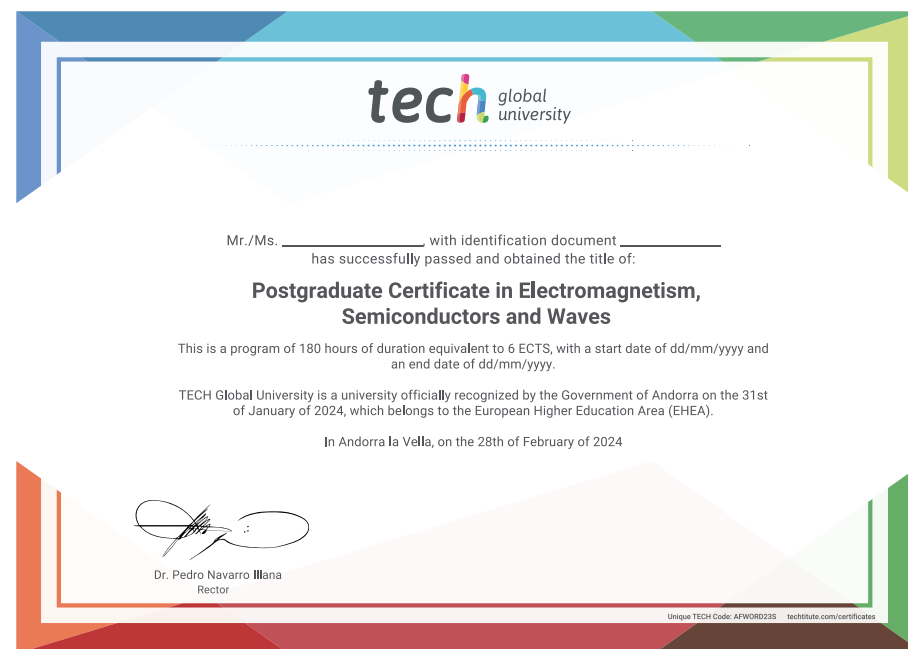 tech global
university
Mr./Ms. ______________, with identification document __________
has successfully passed and obtained the title of:
Postgraduate Certificate in Electromagnetism,
Semiconductors and Waves
This is a program of 180 hours of duration equivalent to 6 ECTS, with a start date of dd/mm/yyyy and
an end date of dd/mm/yyyy.
TECH Global University is a university officially recognized by the Government of Andorra on the 31st
of January of 2024, which belongs to the European Higher Education Area (EHEA).
In Andorra la Vella, on the 28th of February of 2024
Dr. Pedro Navarro Illana
Rector
Unique TECH Code: AFWORD23S techtitute.com/certificates